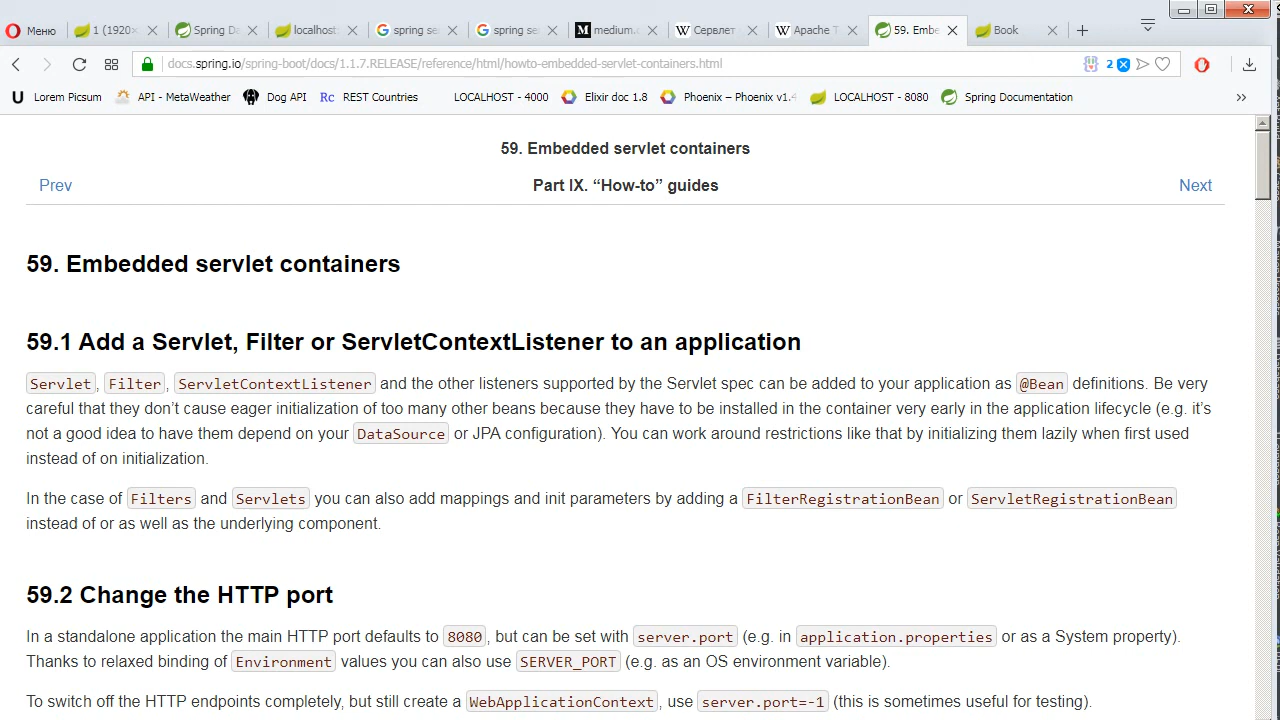 Меню
1 (1920×
Spring Da
localhost
spring se
spring se
medium.c
Сервлет
Apache T
59. Embe
Book
docs.spring.io/spring-boot/docs/1.1.7.RELEASE/reference/html/howto-embedded-servlet-containers.html
2
Lorem Picsum
API - MetaWeather
Dog API
Rc REST Countries
LOCALHOST - 4000
Elixir doc 1.8
Phoenix – Phoenix v1.4
LOCALHOST - 8080
Spring Documentation
59. Embedded servlet containers
Prev
Part IX. “How-to” guides
Next
59. Embedded servlet containers
59.1 Add a Servlet, Filter or ServletContextListener to an application
Servlet, Filter, ServletContextListener and the other listeners supported by the Servlet spec can be added to your application as @Bean definitions. Be very
careful that they don’t cause eager initialization of too many other beans because they have to be installed in the container very early in the application lifecycle (e.g. it’s
not a good idea to have them depend on your DataSource or JPA configuration). You can work around restrictions like that by initializing them lazily when first used
instead of on initialization.
In the case of Filters and Servlets you can also add mappings and init parameters by adding a FilterRegistrationBean or ServletRegistrationBean
instead of or as well as the underlying component.
59.2 Change the HTTP port
In a standalone application the main HTTP port defaults to 8080, but can be set with server.port (e.g. in application.properties or as a System property).
Thanks to relaxed binding of Environment values you can also use SERVER_PORT (e.g. as an OS environment variable).
To switch off the HTTP endpoints completely, but still create a WebApplicationContext, use server.port=-1 (this is sometimes useful for testing).